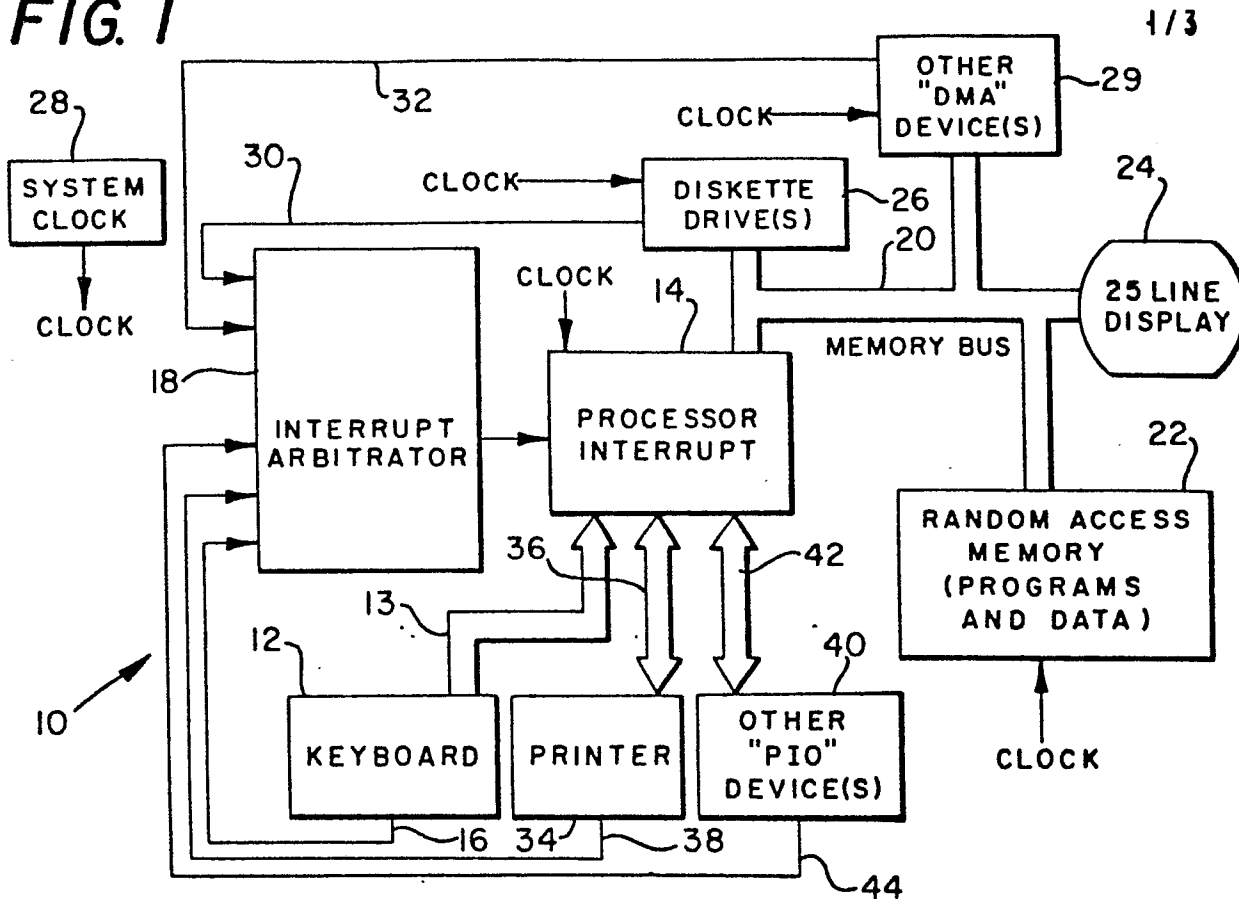 FIG. 1
1/3
OTHER
"DMA"
DEVICE(S)
29
32
CLOCK
28
SYSTEM
CLOCK
CLOCK
30
CLOCK
DISKETTE
DRIVE(S)
26
24
25 LINE
DISPLAY
20
CLOCK
14
MEMORY BUS
18
INTERRUPT
ARBITRATOR
PROCESSOR
INTERRUPT
22
RANDOM ACCESS
MEMORY
(PROGRAMS
AND DATA)
CLOCK
36
42
13
12
KEYBOARD
PRINTER
40
OTHER
"PIO"
DEVICE(S)
10
16
34
38
44